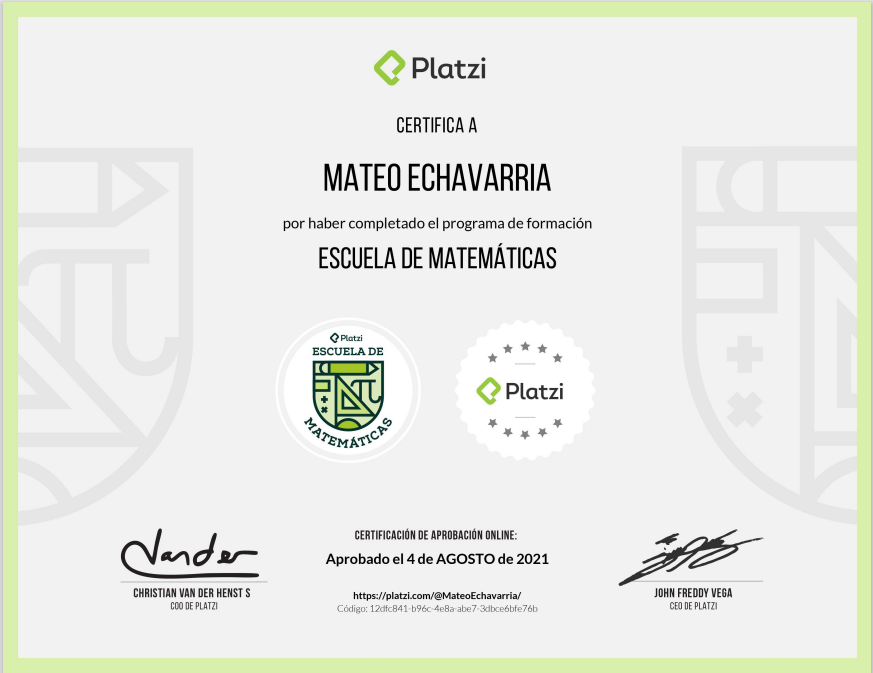 Platzi
CERTIFICA A
MATEO ECHAVARRIA
por haber completado el programa de formación
ESCUELA DE MATEMÁTICAS
Platzi
ESCUELA DE
MATEMÁTICAS
Platzi
Vander
CHRISTIAN VAN DER HENST S
COO DE PLATZI
CERTIFICACIÓN DE APROBACIÓN ONLINE:
Aprobado el 4 de AGOSTO de 2021
https://platzi.com/@MateoEchavarria/
Código: 12dfc841-b96c-4e8a-abe7-3dbce6bfe76b
JOHN FREDDY VEGA
CEO DE PLATZI